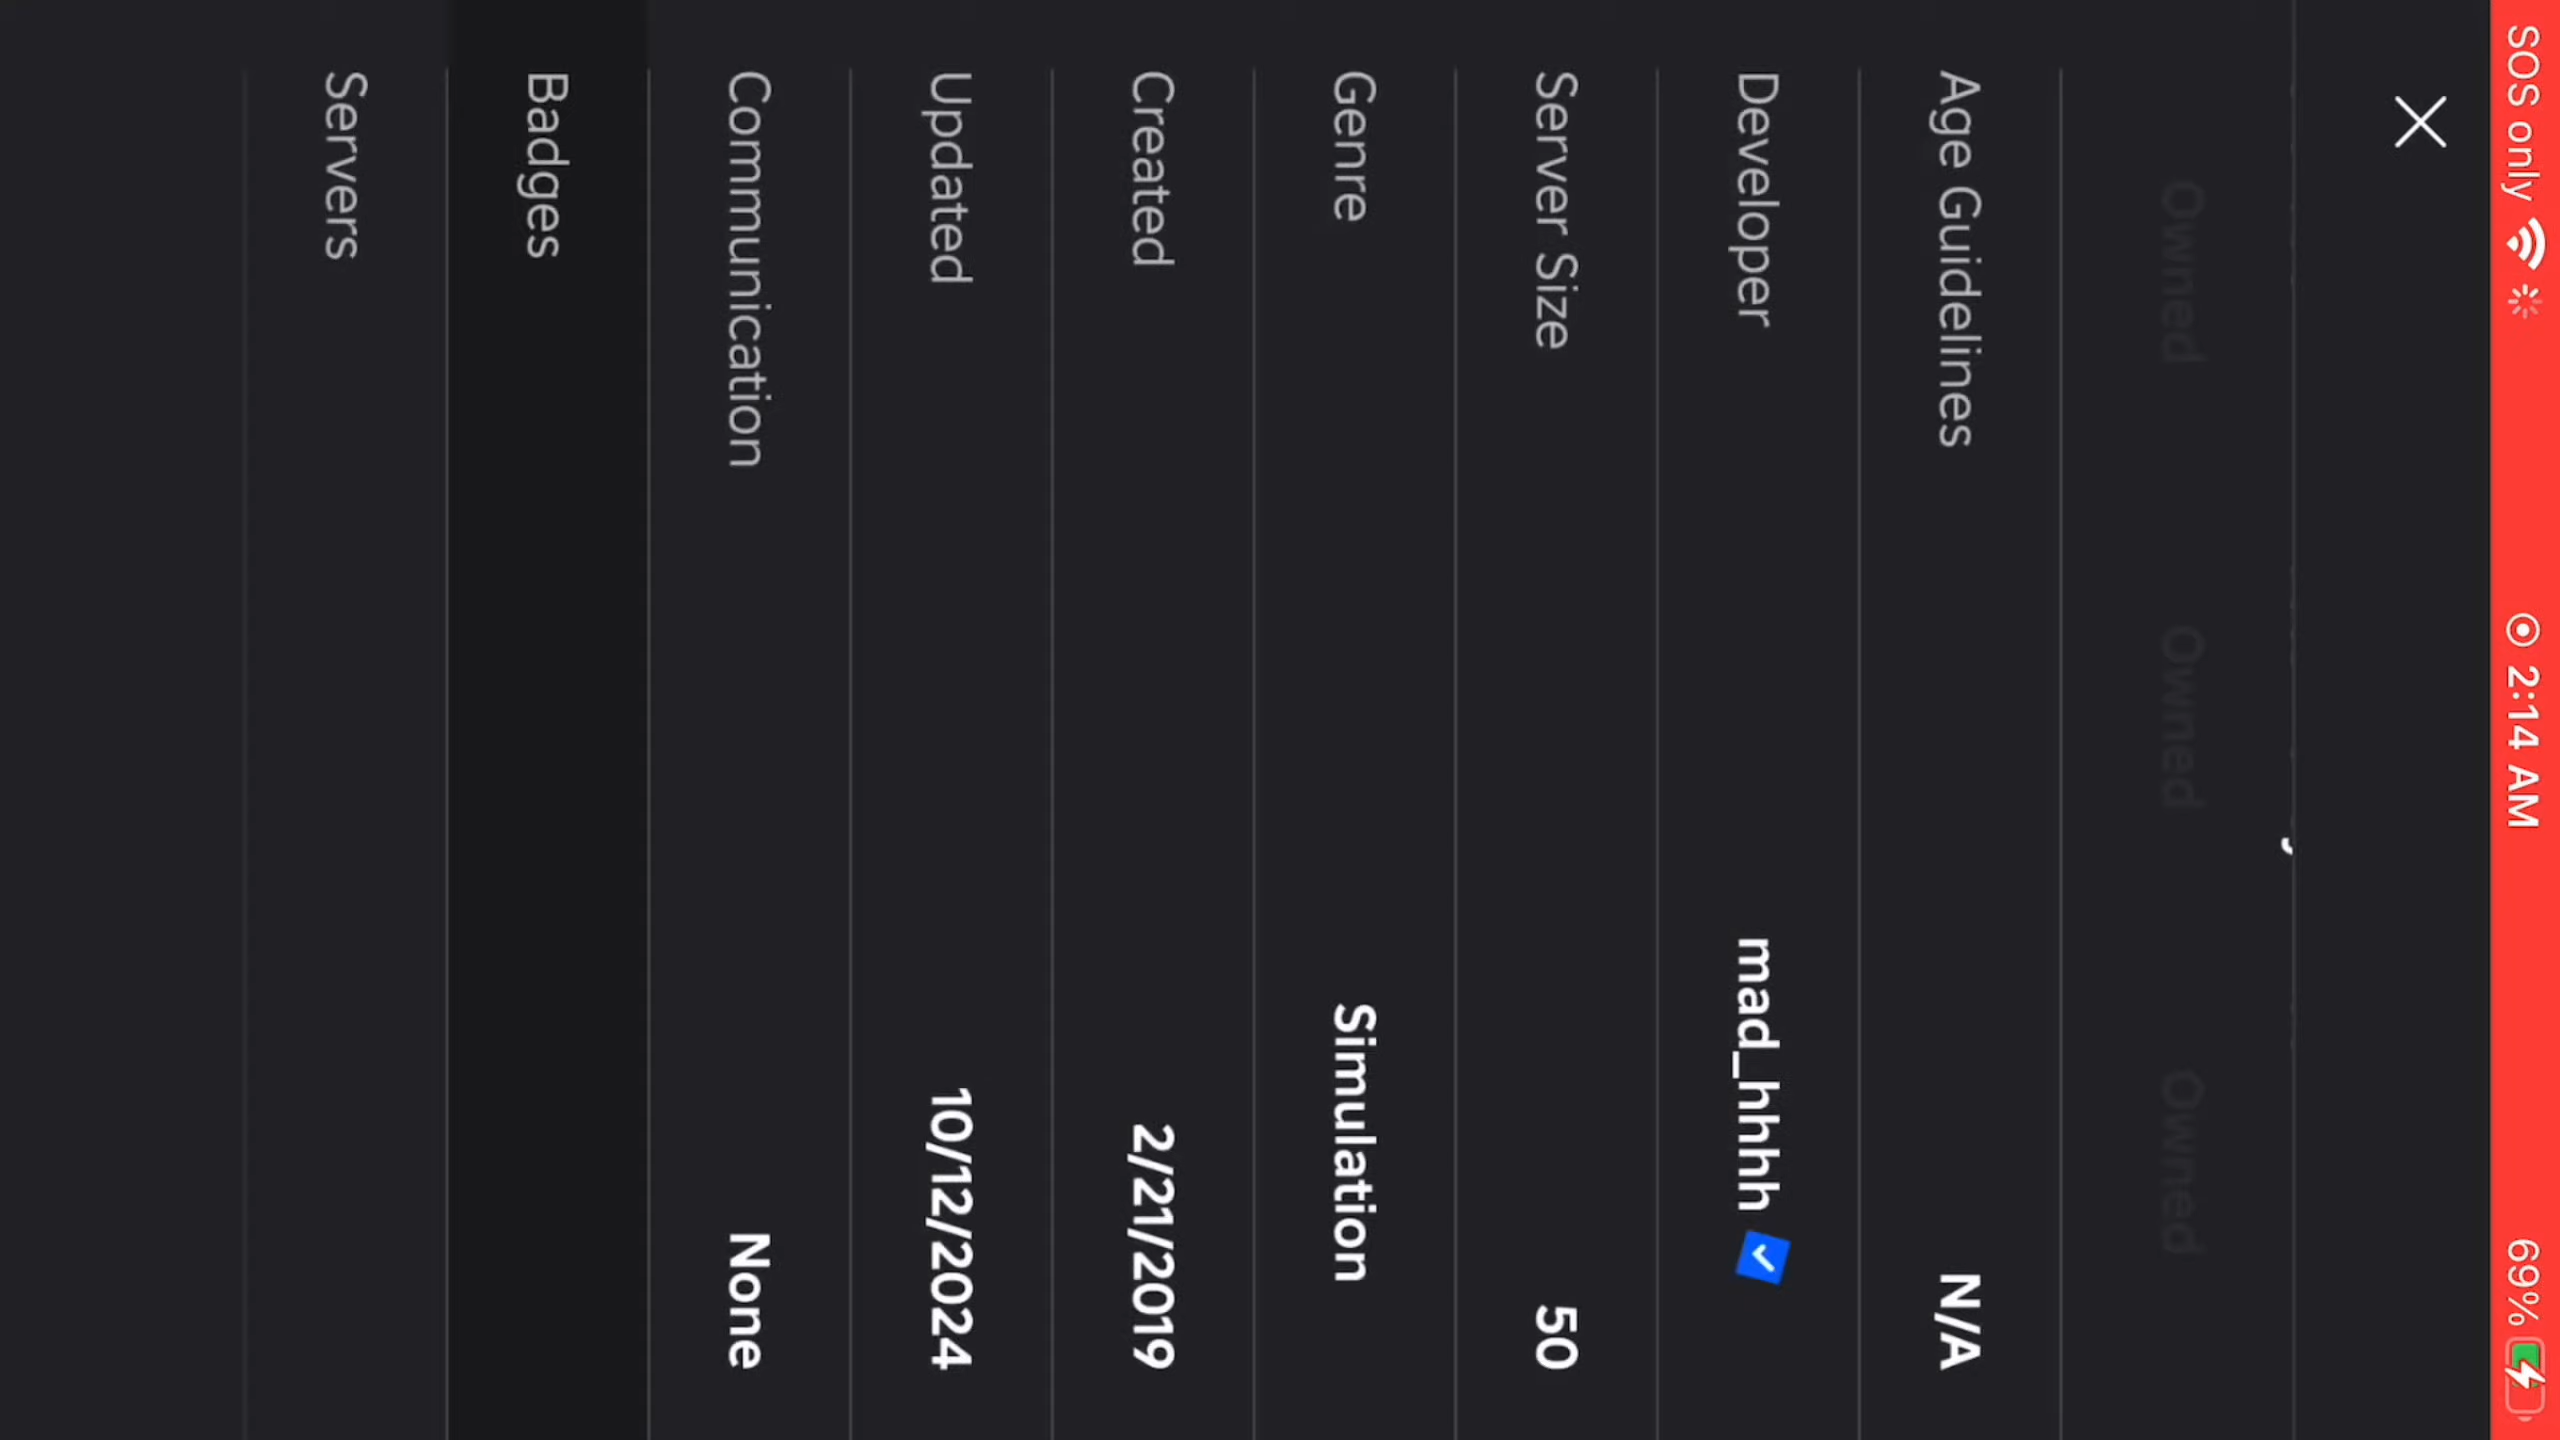 SOS only 2:14 AM 69%
Owned Owned Owned
Age Guidelines N/A
Developer mad_hhhh
Server Size 50
Genre Simulation
Created 2/21/2019
Updated 10/12/2024
Communication None
Badges
Servers